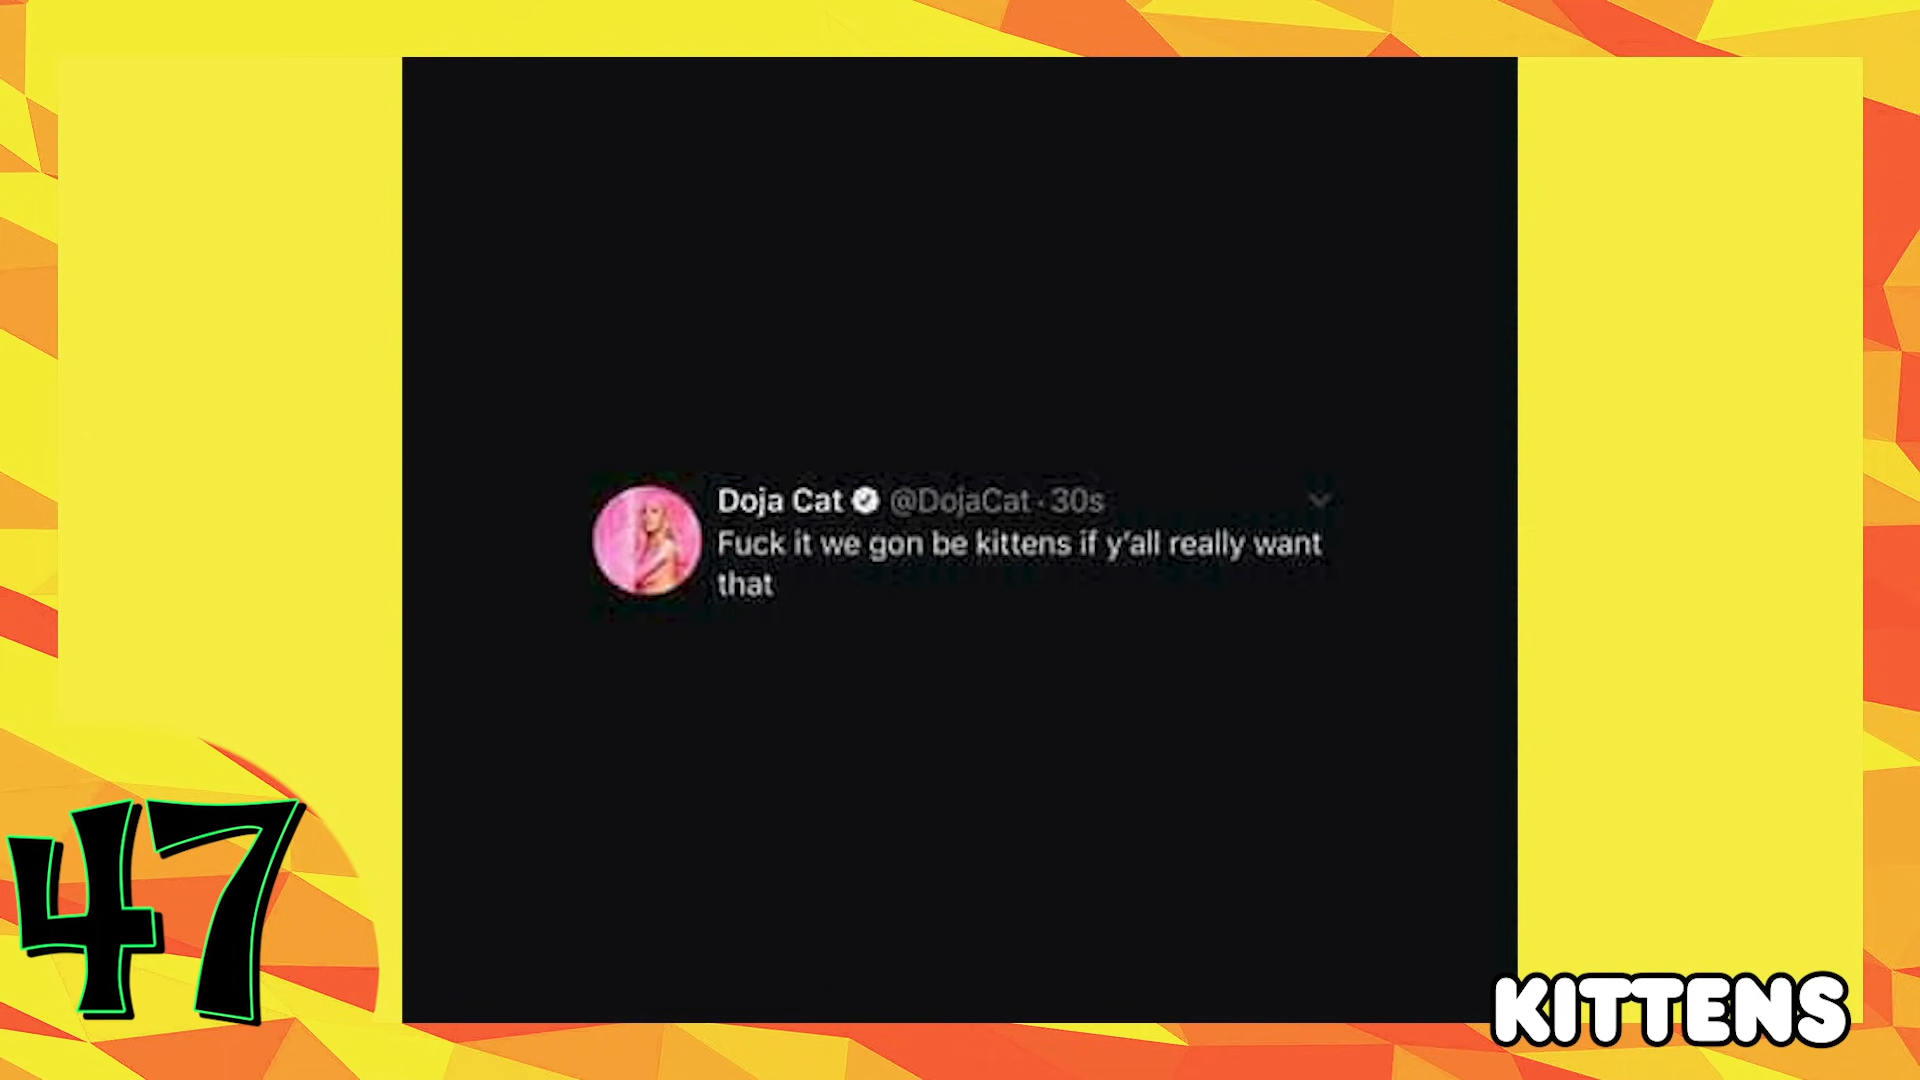 Doja Cat @DojaCat · 30s
Fuck it we gon be kittens if y'all really want
that
47
KITTENS